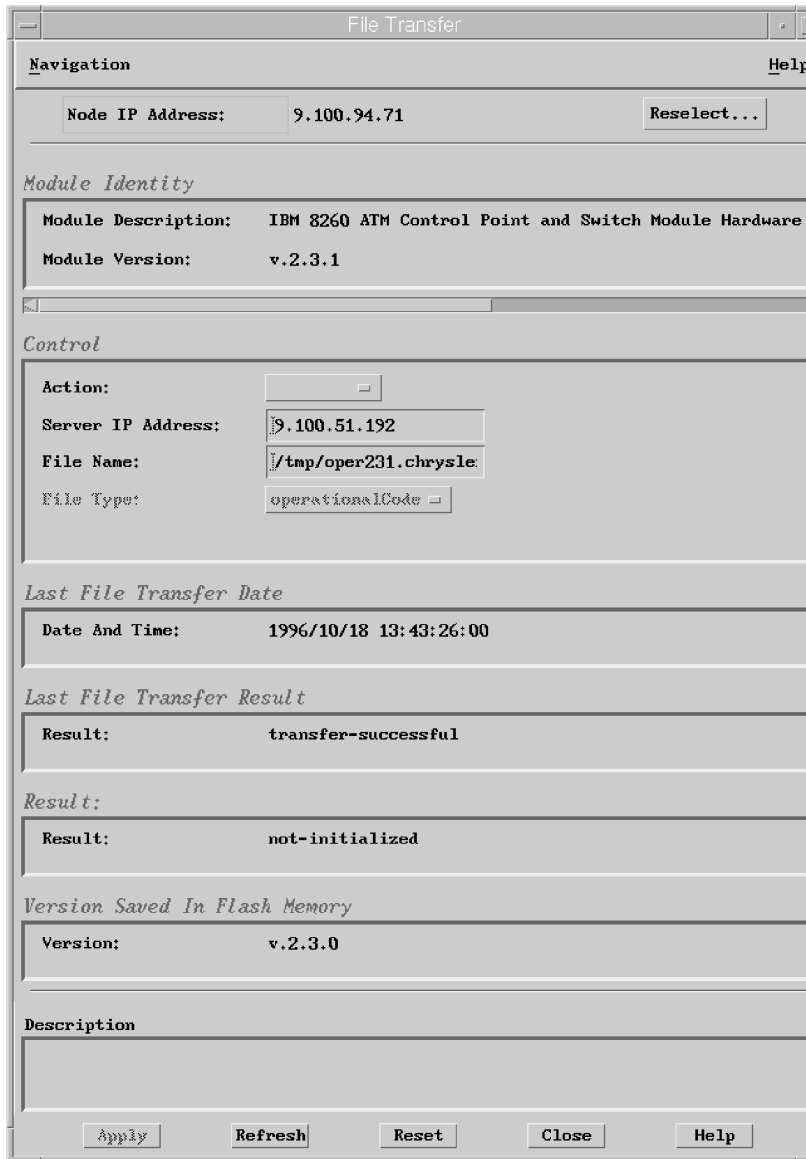 File Transfer
Navigation Help
Node IP Address: 9.100.94.71 Reselect...
Module Identity
Module Description: IBM 8260 ATM Control Point and Switch Module Hardware
Module Version: v.2.3.1
Control
Action:
Server IP Address: 9.100.51.192
File Name: /tmp/oper231.chrysle
File Type: operationalCode
Last File Transfer Date
Date And Time: 1996/10/18 13:43:26:00
Last File Transfer Result
Result: transfer-successful
Result:
Result: not-initialized
Version Saved In Flash Memory
Version: v.2.3.0
Description
Apply Refresh Reset Close Help